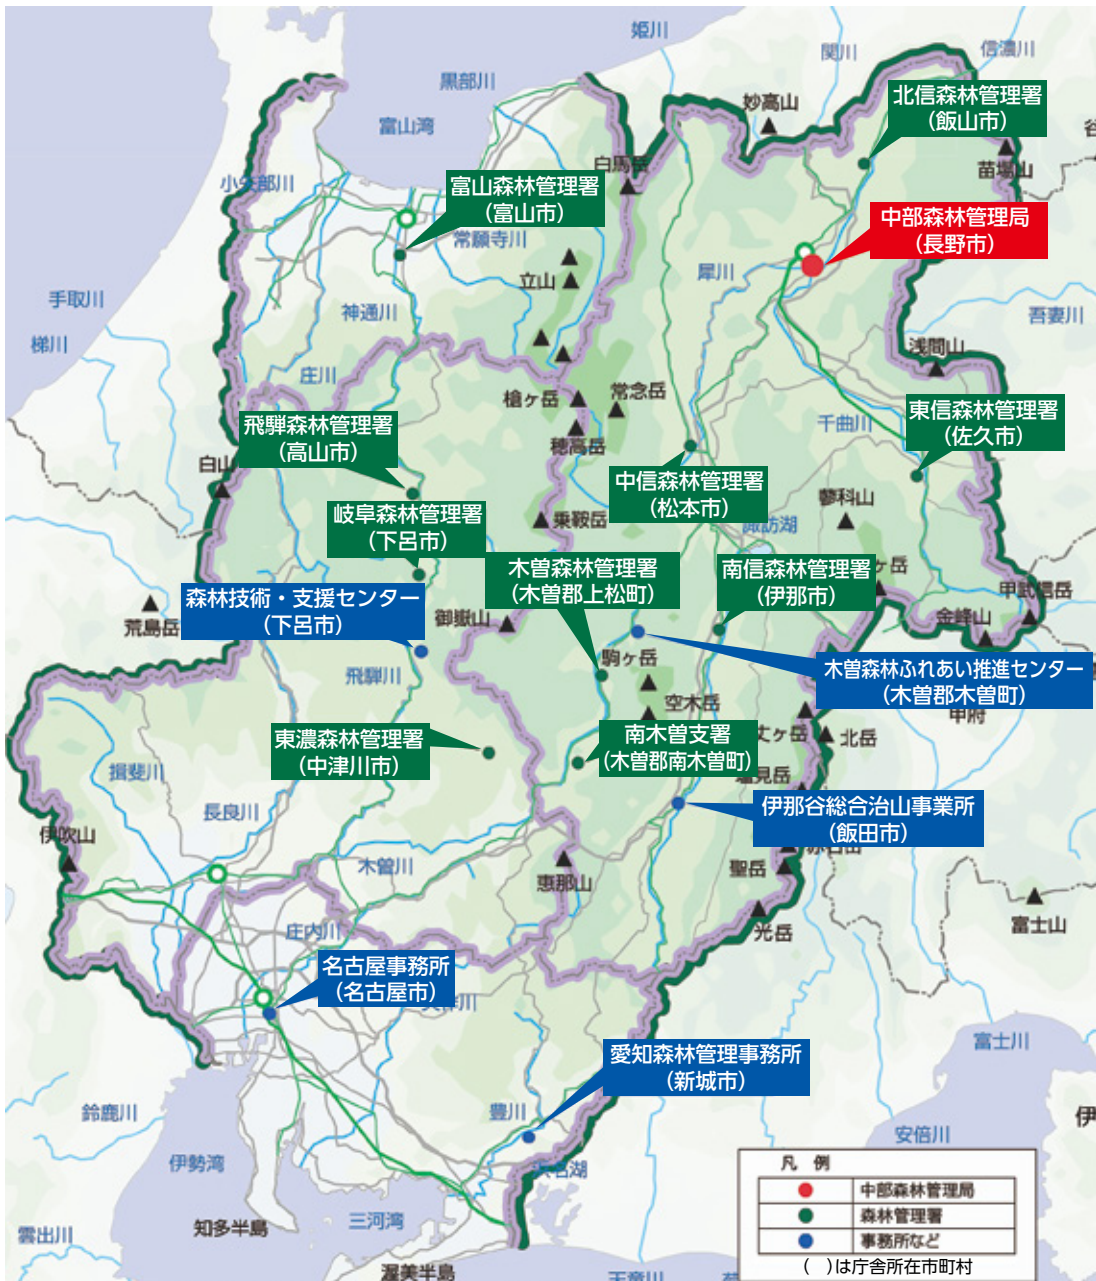 姫川
関川
信濃川
黒部川
北信森林管理署
(飯山市)
妙高山
富山湾
谷
苗場山
白馬岳
小矢部川
富山森林管理署
(富山市)
中部森林管理局
(長野市)
常願寺川
立山
犀川
手取川
神通川
吾妻川
梯川
浅間山
庄川
槍ヶ岳
常念岳
東信森林管理署
(佐久市)
飛騨森林管理署
(高山市)
千曲川
穂高岳
白山
中信森林管理署
(松本市)
蓼科山
岐阜森林管理署
(下呂市)
乗鞍岳
諏訪湖
木曽森林管理署
(木曽郡上松町)
南信森林管理署
(伊那市)
ヶ岳
甲武信岳
森林技術・支援センター
(下呂市)
荒島岳
御嶽山
金峰山
駒ヶ岳
木曽森林ふれあい推進センター
(木曽郡木曽町)
飛騨川
空木岳
甲府
東濃森林管理署
(中津川市)
南木曽支署
(木曽郡南木曽町)
丈ヶ岳
北岳
揖斐川
塩見岳
長良川
伊那谷総合治山事業所
(飯田市)
伊吹山
木曽川
恵那山
聖岳
富士山
庄内川
光岳
名古屋事務所
(名古屋市)
富士川
愛知森林管理事務所
(新城市)
鈴鹿川
豊川
伊
安倍川
伊勢湾
凡 例
中部森林管理局
森林管理署
事務所など
( )は庁舎所在市町村
三河湾
知多半島
雲出川
渥美半島
天竜川